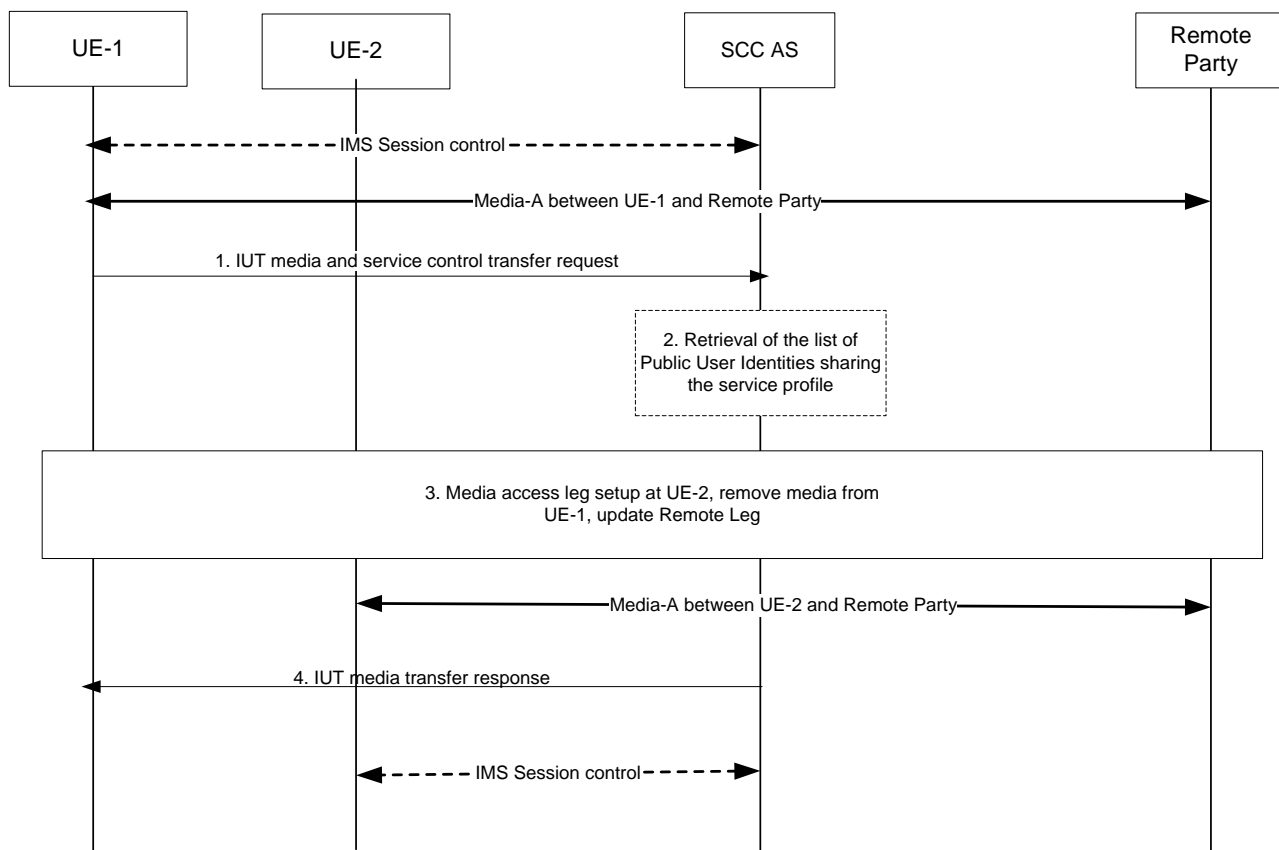 UE-1
UE-2
SCC AS
Remote
Party
IMS Session control
Media-A between UE-1 and Remote Party
1. IUT media and service control transfer request
2. Retrieval of the list of
Public User Identities sharing
the service profile
3. Media access leg setup at UE-2, remove media from
UE-1, update Remote Leg
Media-A between UE-2 and Remote Party
4. IUT media transfer response
IMS Session control